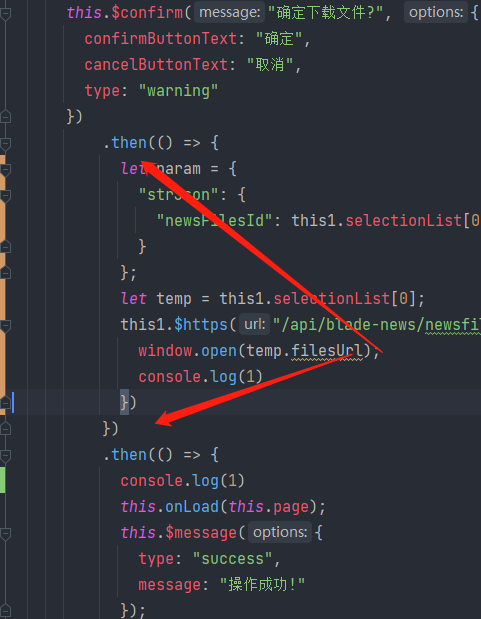 this.$confirm( message: "确定下载文件?", options: {
confirmButtonText: "确定",
cancelButtonText: "取消",
type: "warning"
})
.then(() => {
let param = {
"strJson": {
"newsFilesId": this1.selectionList[0
}
};
let temp = this1.selectionList[0];
this1.$https( url: "/api/blade-news/newsfil
window.open(temp.filesUrl);
console.log(1)
})
})
.then(() => {
console.log(1)
this.onLoad(this.page);
this.$message( options: {
type: "success",
message: "操作成功!"
});